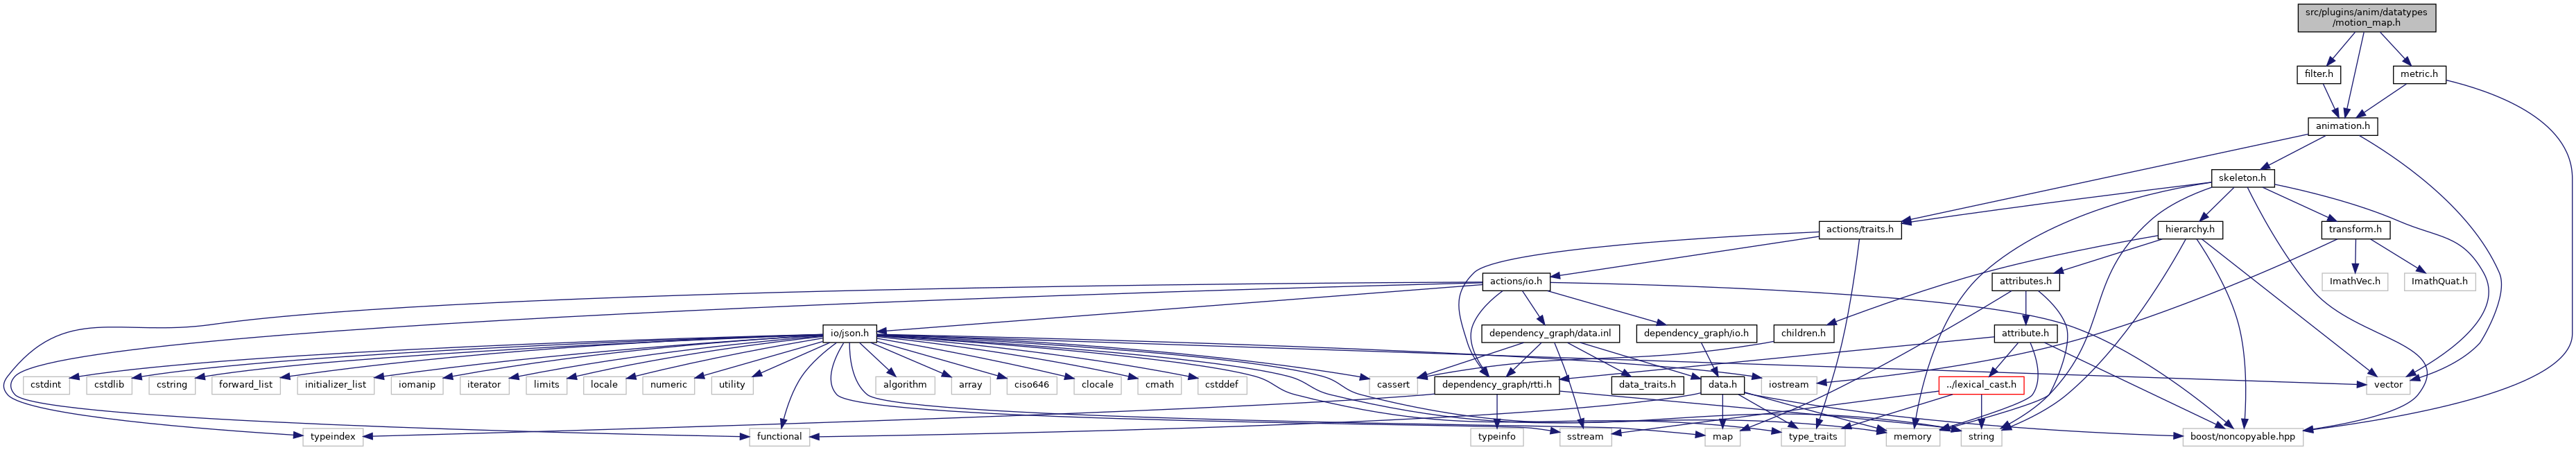 src/plugins/anim/datatypes
/motion_map.h
filter.h
metric.h
animation.h
skeleton.h
actions/traits.h
hierarchy.h
transform.h
actions/io.h
attributes.h
ImathVec.h
ImathQuat.h
io/json.h
dependency_graph/data.inl
dependency_graph/io.h
children.h
attribute.h
cstdint
cstdlib
cstring
forward_list
initializer_list
iomanip
iterator
limits
locale
numeric
utility
algorithm
array
ciso646
clocale
cmath
cstddef
cassert
dependency_graph/rtti.h
data_traits.h
data.h
iostream
../lexical_cast.h
vector
typeindex
functional
typeinfo
sstream
map
type_traits
memory
string
boost/noncopyable.hpp